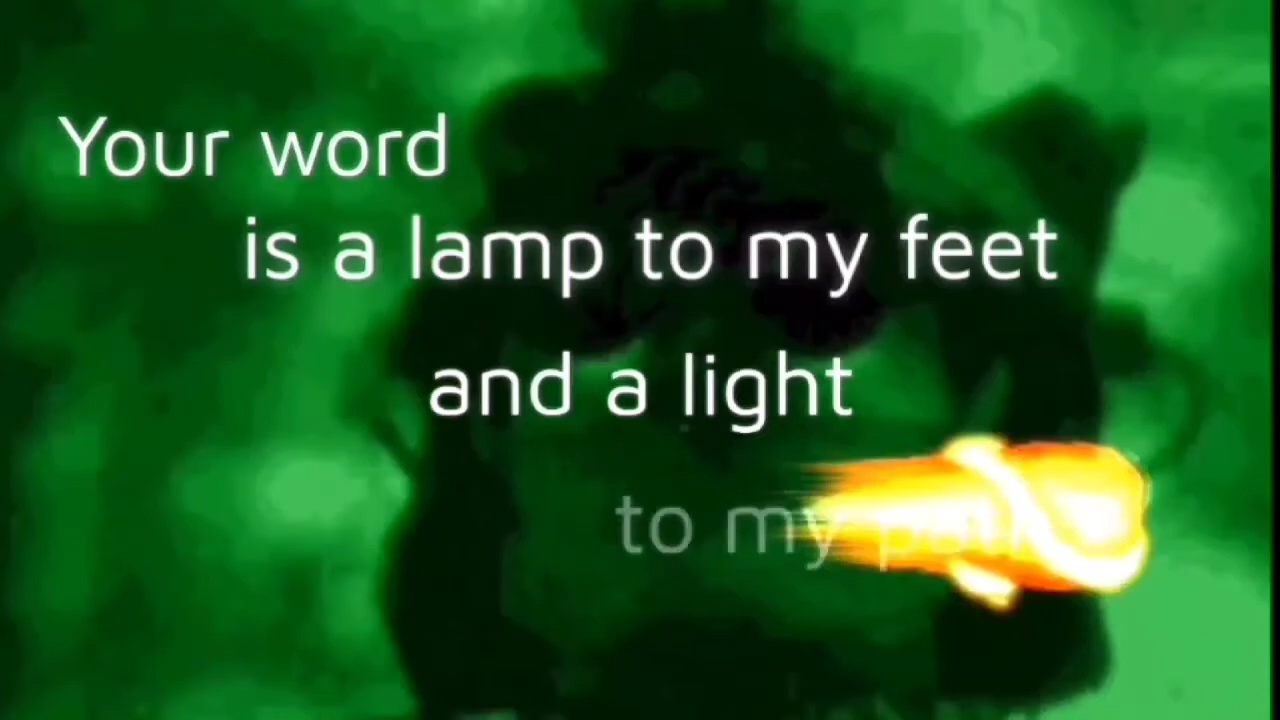 Your word
is a lamp to my feet
and a light
to my